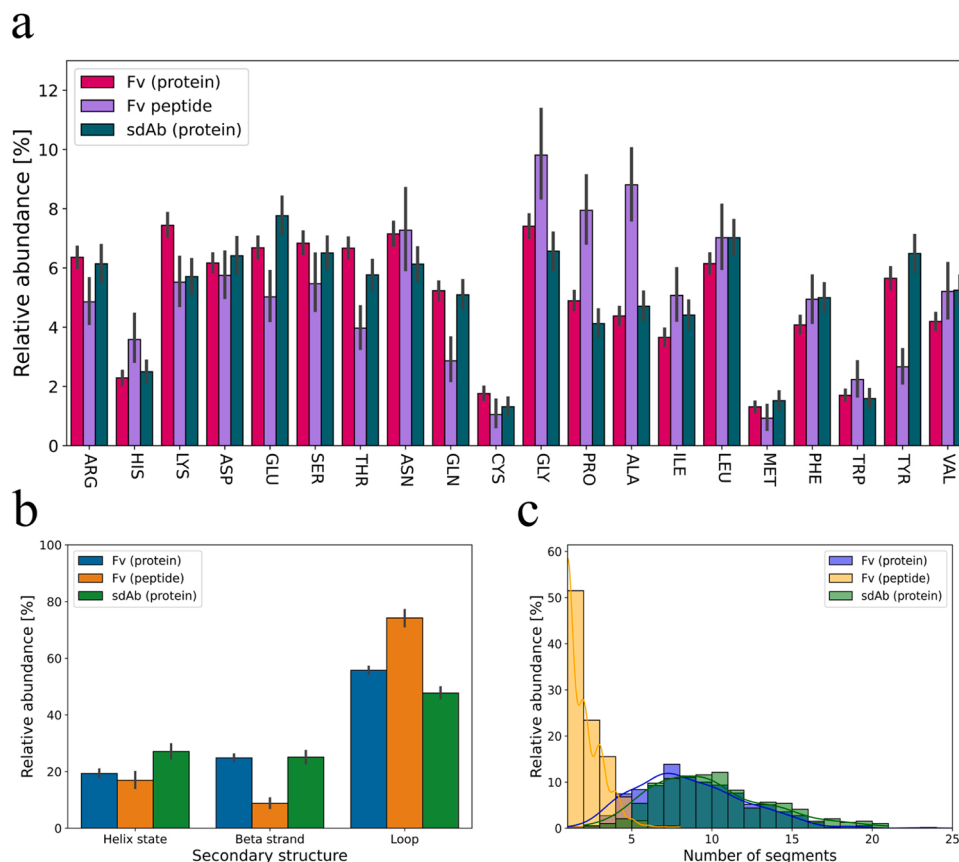 a
Fv (protein)
Fv peptide
sdAb (protein)
Relative abundance [%]
12
10
8
6
4
2
0
ARG
HIS
LYS
ASP
GLU
SER
THR
ASN
GLN
CYS
GLY
PRO
ALA
ILE
LEU
MET
PHE
TRP
TYR
VAL
b
Fv (protein)
Fv (peptide)
sdAb (protein)
Relative abundance [%]
100
80
60
40
20
0
Helix state
Beta strand
Loop
Secondary structure
c
Fv (protein)
Fv (peptide)
sdAb (protein)
Relative abundance [%]
60
50
40
30
20
10
0
5
10
15
20
25
Number of segments